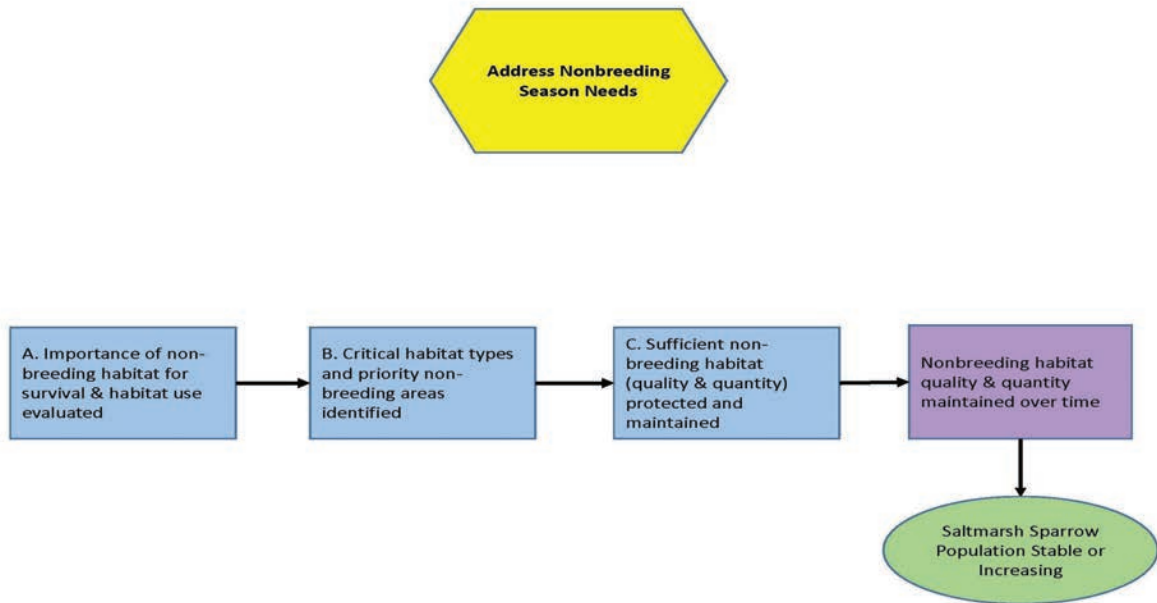 Address Nonbreeding
Season Needs
A. Importance of non-
breeding habitat for
survival & habitat use
evaluated
B. Critical habitat types
and priority non-
breeding areas
identified
C. Sufficient non-
breeding habitat
(quality & quantity)
protected and
maintained
Nonbreeding habitat
quality & quantity
maintained over time
Saltmarsh Sparrow
Population Stable or
Increasing